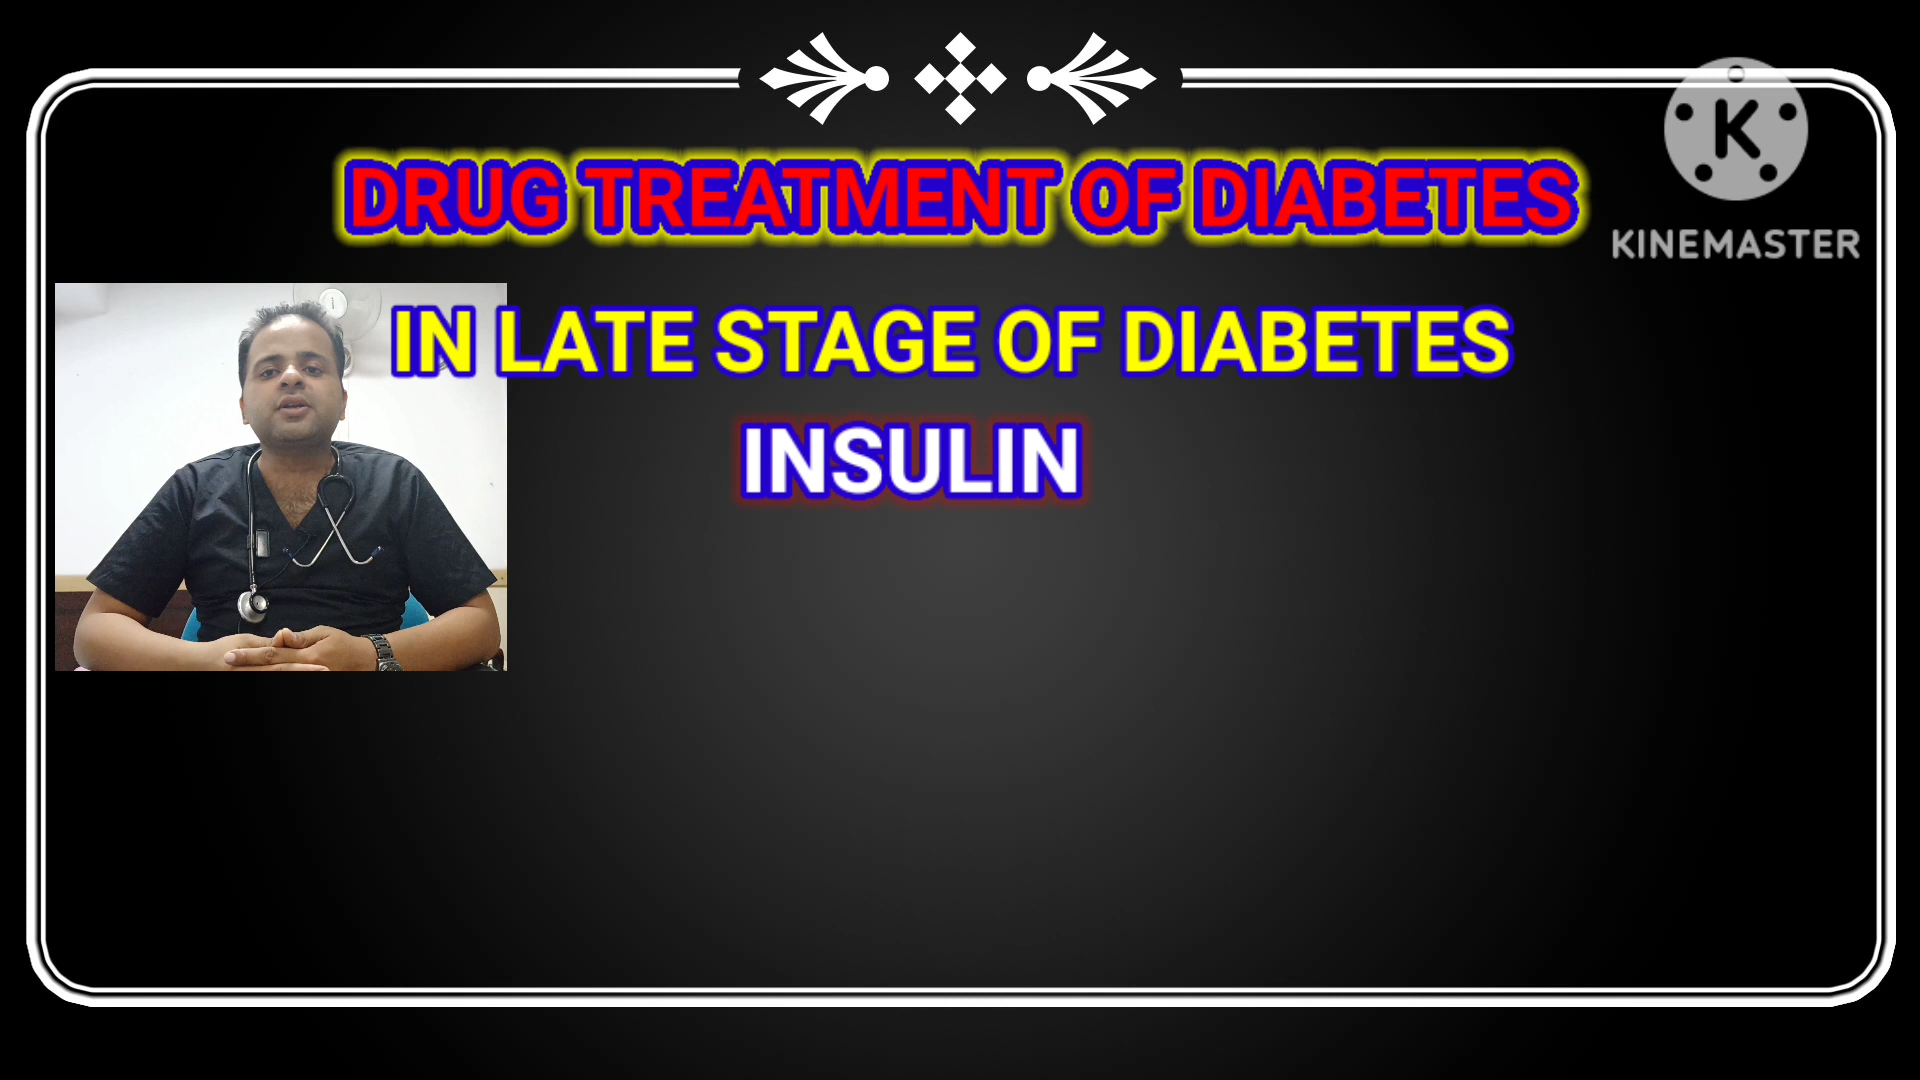 DRUG TREATMENT OF DIABETES
K
KINEMASTER
IN LATE STAGE OF DIABETES
INSULIN